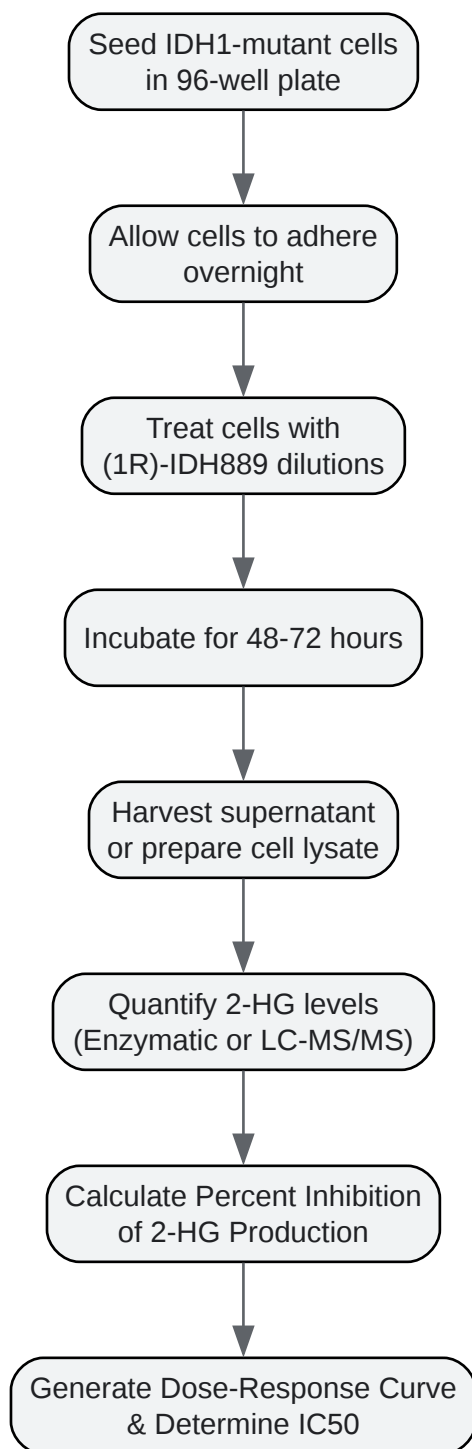 Seed IDH1-mutant cells
in 96-well plate
Allow cells to adhere
overnight
Treat cells with
(1R)-IDH889 dilutions
Incubate for 48-72 hours
Harvest supernatant
or prepare cell lysate
Quantify 2-HG levels
(Enzymatic or LC-MS/MS)
Calculate Percent Inhibition
of 2-HG Production
Generate Dose-Response Curve
& Determine IC50